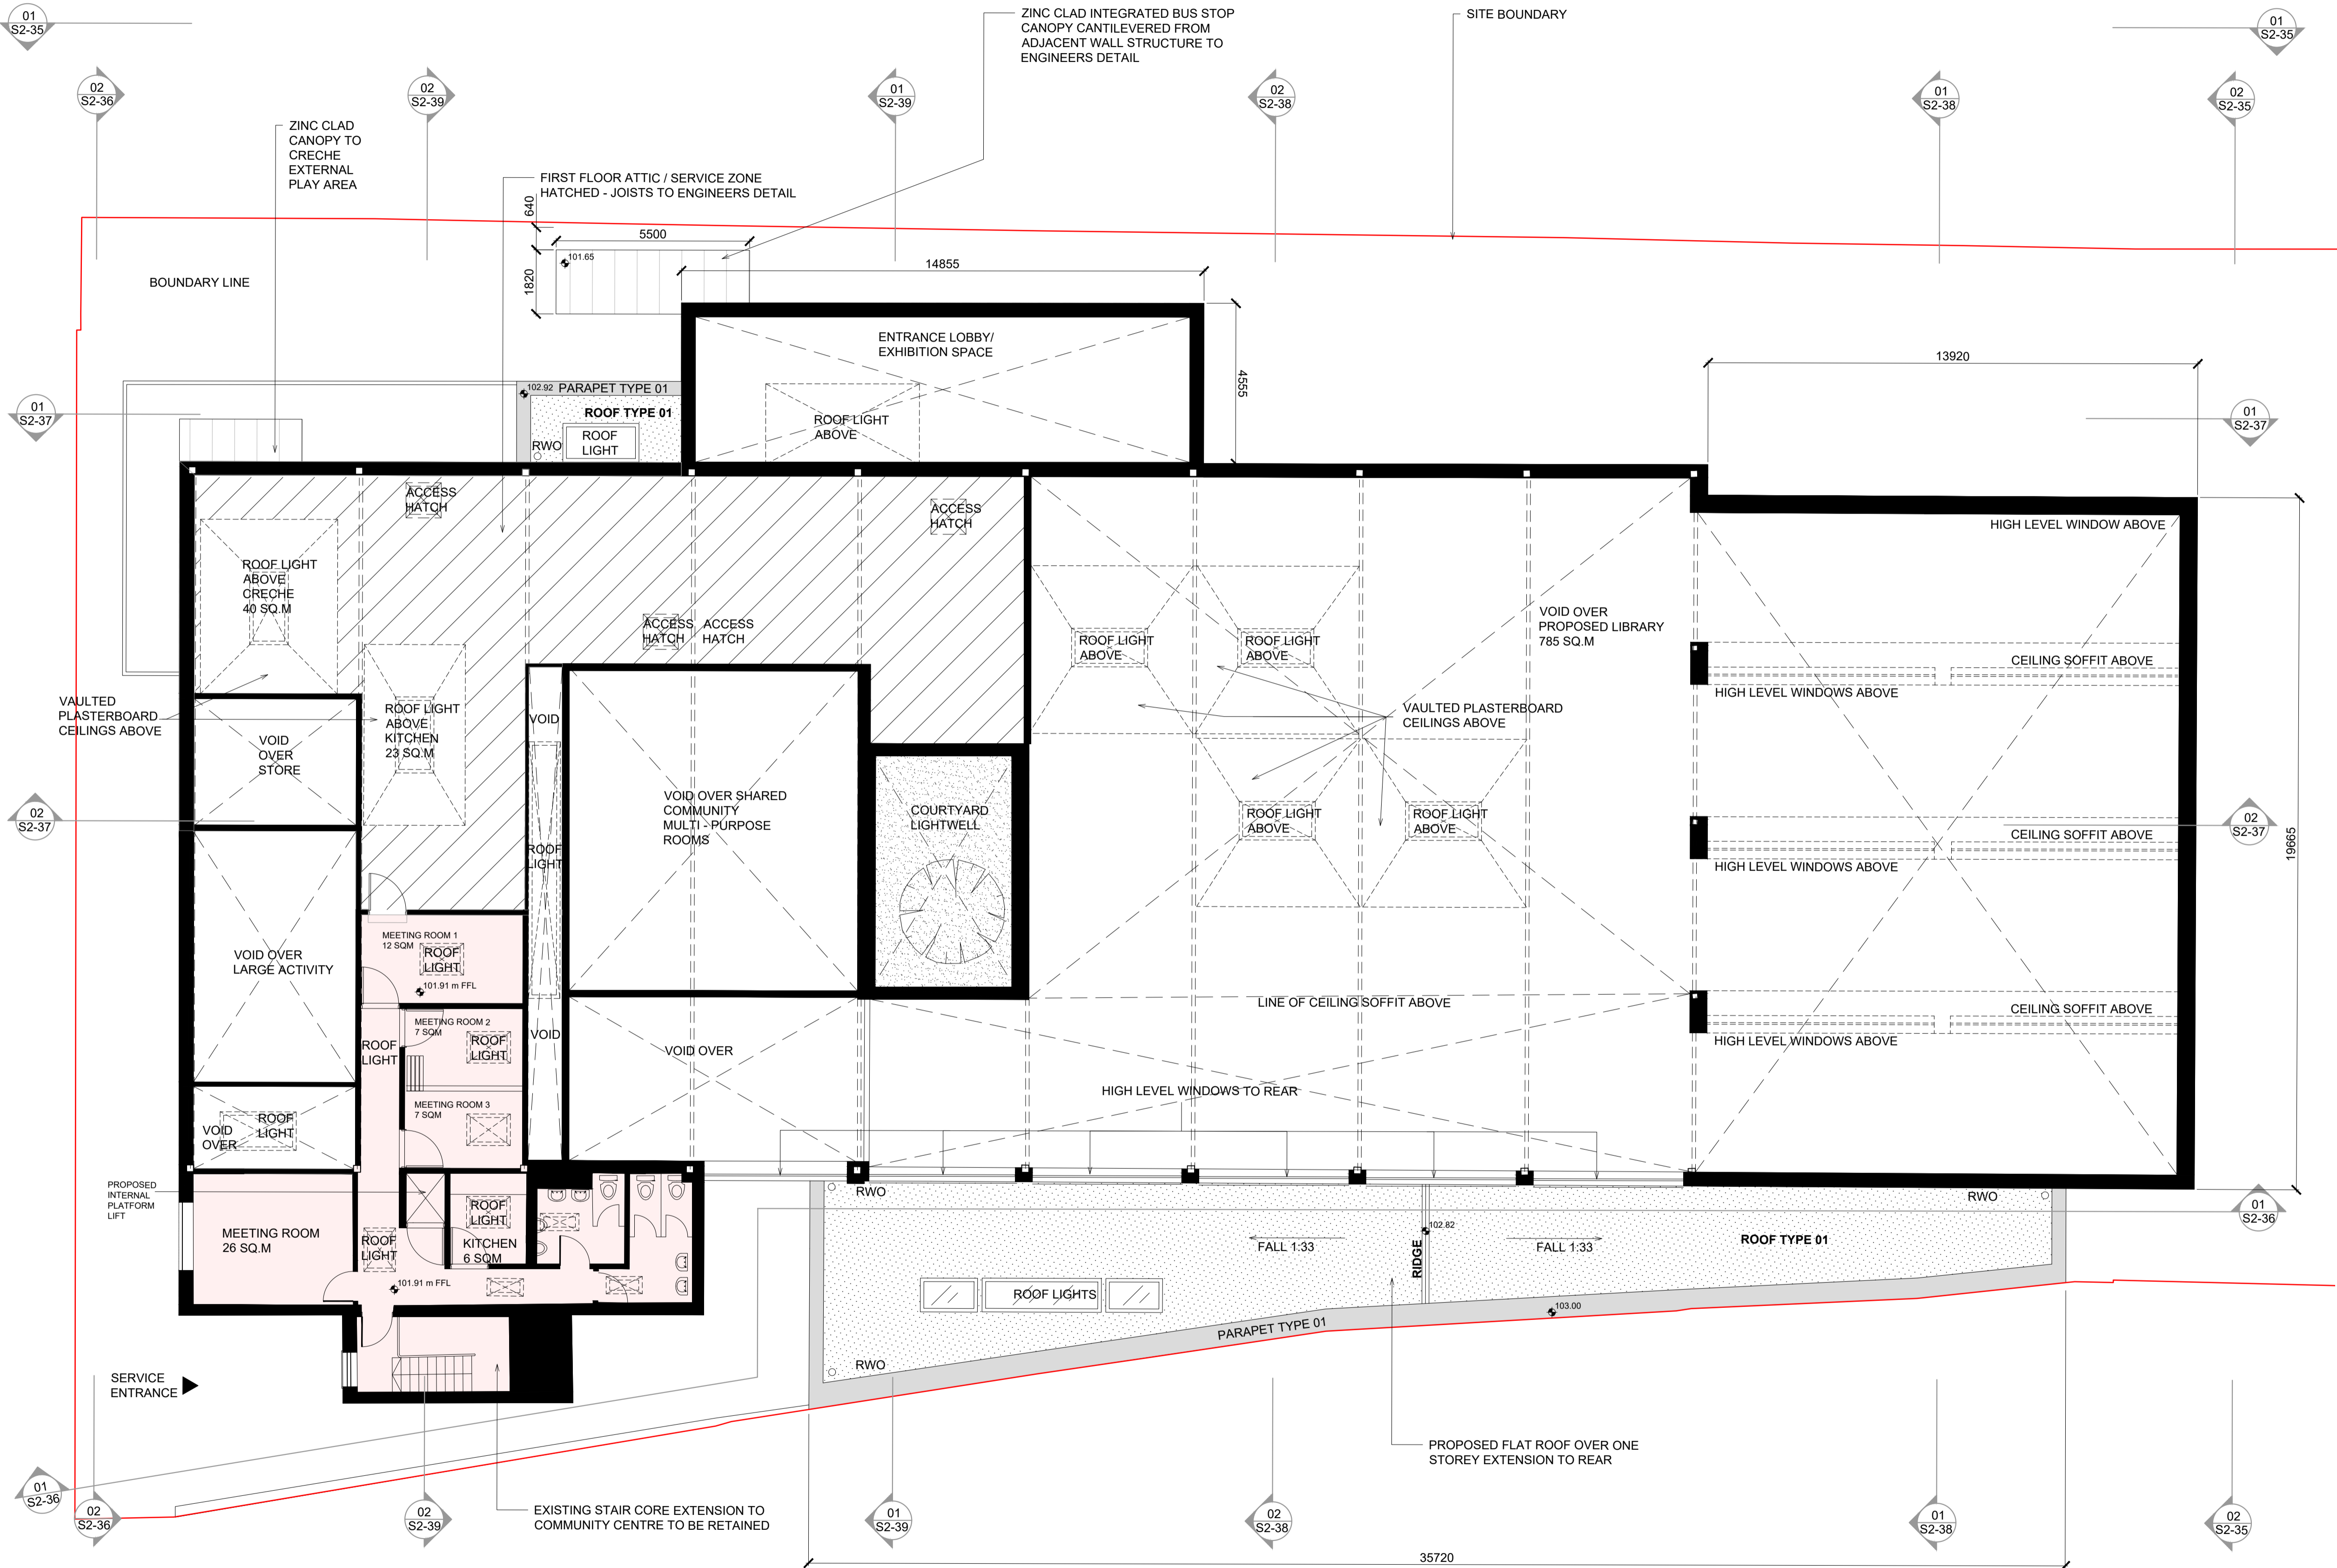 01
S2-35
ZINC CLAD INTEGRATED BUS STOP
CANOPY CANTILEVERED FROM
ADJACENT WALL STRUCTURE TO
ENGINEERS DETAIL
SITE BOUNDARY
01
S2-35
02
S2-36
02
S2-39
01
S2-39
02
S2-38
01
S2-38
02
S2-35
ZINC CLAD
CANOPY TO
CRECHE
EXTERNAL
PLAY AREA
FIRST FLOOR ATTIC / SERVICE ZONE
HATCHED - JOISTS TO ENGINEERS DETAIL
640
5500
101.65
1820
14855
BOUNDARY LINE
ENTRANCE LOBBY/
EXHIBITION SPACE
4555
13920
102.92
PARAPET TYPE 01
ROOF TYPE 01
ROOF
LIGHT
RWO
ROOF LIGHT
ABOVE
01
S2-37
01
S2-37
ACCESS
HATCH
ACCESS
HATCH
HIGH LEVEL WINDOW ABOVE
ROOF LIGHT
ABOVE
CRECHE
40 SQ.M
ACCESS
HATCH
ACCESS
HATCH
ROOF LIGHT
ABOVE
ROOF LIGHT
ABOVE
VOID OVER
PROPOSED LIBRARY
785 SQ.M
CEILING SOFFIT ABOVE
HIGH LEVEL WINDOWS ABOVE
VAULTED
PLASTERBOARD
CEILINGS ABOVE
ROOF LIGHT
ABOVE
KITCHEN
23 SQ.M
VOID
VAULTED PLASTERBOARD
CEILINGS ABOVE
VOID
OVER
STORE
VOID OVER SHARED
COMMUNITY
MULTI - PURPOSE
ROOMS
COURTYARD
LIGHTWELL
ROOF LIGHT
ABOVE
ROOF LIGHT
ABOVE
02
S2-37
02
S2-37
19665
CEILING SOFFIT ABOVE
HIGH LEVEL WINDOWS ABOVE
ROOF
LIGHT
VOID OVER
LARGE ACTIVITY
MEETING ROOM 1
12 SQM
ROOF
LIGHT
101.91 m FFL
LINE OF CEILING SOFFIT ABOVE
CEILING SOFFIT ABOVE
HIGH LEVEL WINDOWS ABOVE
MEETING ROOM 2
7 SQM
ROOF
LIGHT
ROOF
LIGHT
VOID
VOID OVER
HIGH LEVEL WINDOWS TO REAR
MEETING ROOM 3
7 SQM
ROOF
LIGHT
VOID
OVER
PROPOSED
INTERNAL
PLATFORM
LIFT
RWO
RWO
01
S2-36
MEETING ROOM
26 SQ.M
ROOF
LIGHT
ROOF
LIGHT
KITCHEN
6 SQM
101.91 m FFL
102.82
FALL 1:33
RIDGE
FALL 1:33
ROOF TYPE 01
ROOF LIGHTS
103.00
PARAPET TYPE 01
RWO
SERVICE
ENTRANCE
PROPOSED FLAT ROOF OVER ONE
STOREY EXTENSION TO REAR
01
S2-36
02
S2-36
02
S2-39
EXISTING STAIR CORE EXTENSION TO
COMMUNITY CENTRE TO BE RETAINED
01
S2-39
02
S2-38
01
S2-38
02
S2-35
35720